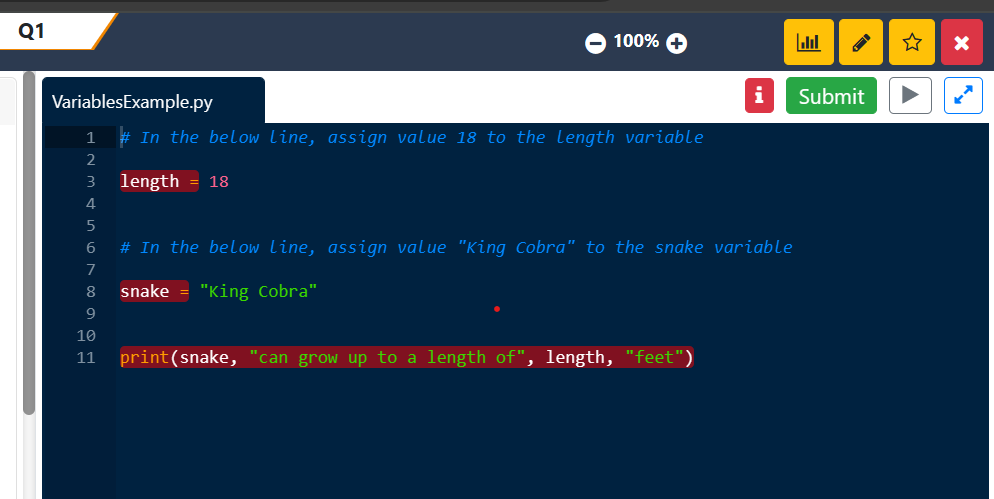 Q1
100%
VariablesExample.py
Submit
1 # In the below line, assign value 18 to the length variable
2
3 length = 18
4
5
6 # In the below line, assign value "King Cobra" to the snake variable
7
8 snake = "King Cobra"
9
10
11 print(snake, "can grow up to a length of", length, "feet")